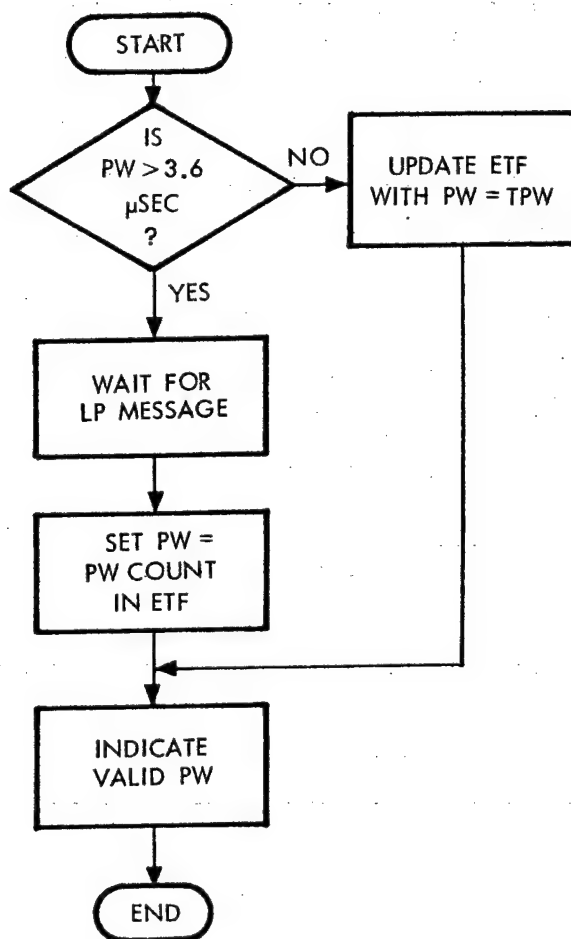 START
IS
PW > 3.6
µSEC
?
NO
UPDATE ETF
WITH PW = TPW
YES
WAIT FOR
LP MESSAGE
SET PW =
PW COUNT
IN ETF
INDICATE
VALID PW
END